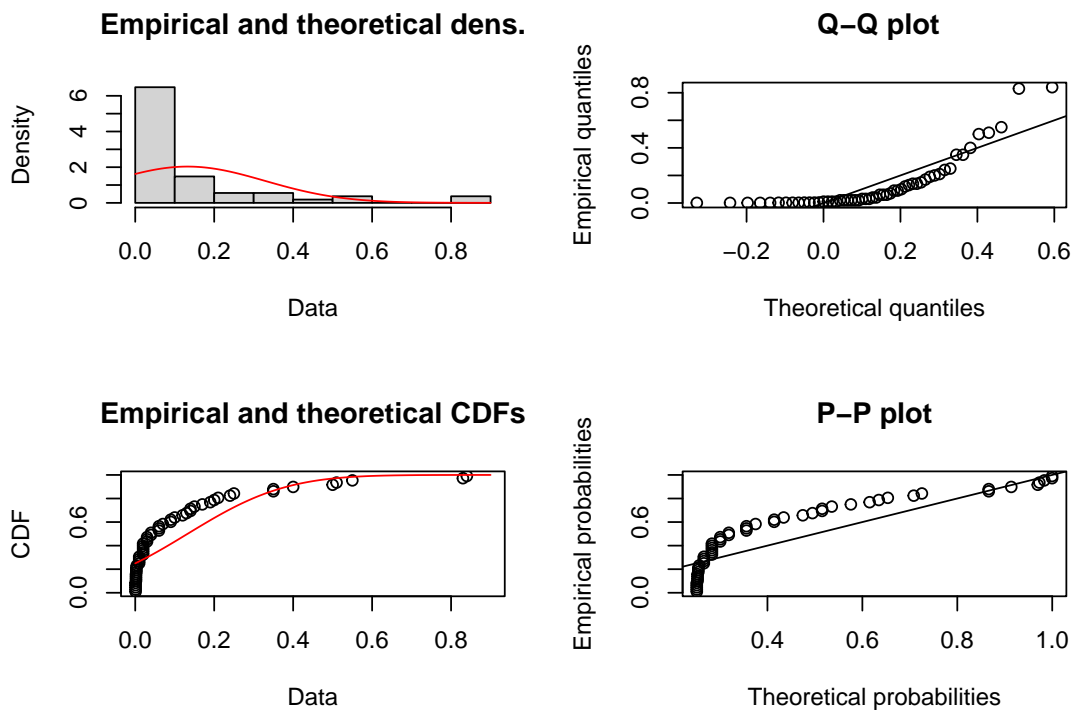 Empirical and theoretical dens.
Density
0 2 4 6
0.0 0.2 0.4 0.6 0.8
Data
Q−Q plot
Empirical quantiles
0.0 0.4 0.8
−0.2 0.0 0.2 0.4 0.6
Theoretical quantiles
Empirical and theoretical CDFs
CDF
0.0 0.6
0.0 0.2 0.4 0.6 0.8
Data
P−P plot
Empirical probabilities
0.0 0.6
0.4 0.6 0.8 1.0
Theoretical probabilities